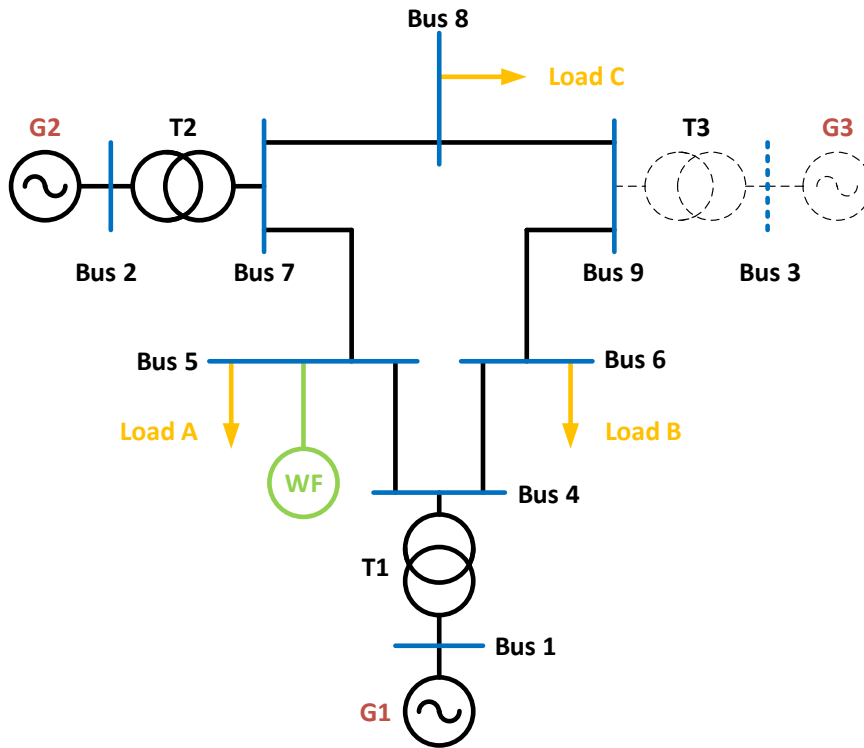 Bus 8
Load C
G2
T2
T3
G3
Bus 2
Bus 7
Bus 9
Bus 3
Bus 5
Bus 6
Load A
Load B
WF
Bus 4
T1
Bus 1
G1